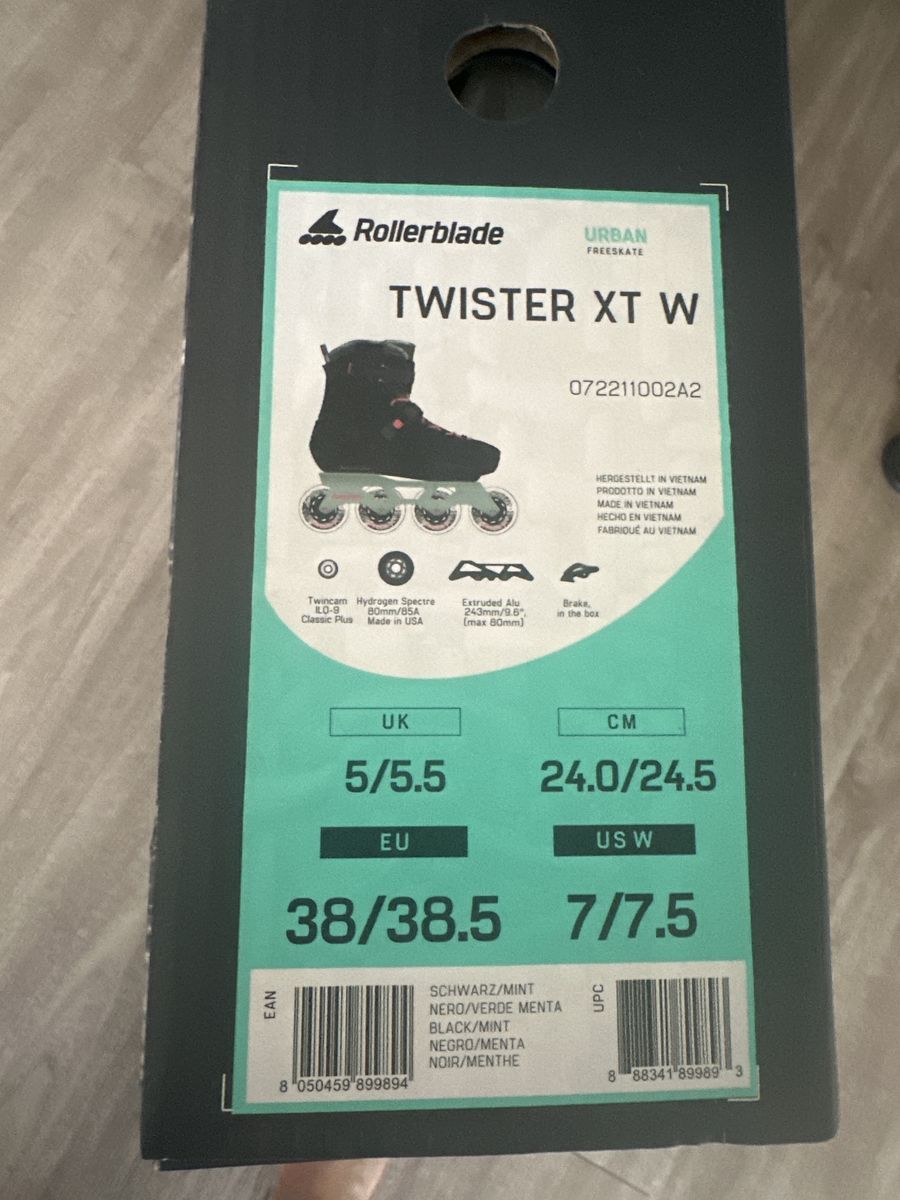 Rollerblade
URBAN
FREESKATE
TWISTER XT W
072211002A2
HERGESTELLT IN VIETNAM
PRODOTTO IN VIETNAM
MADE IN VIETNAM
HECHO EN VIETNAM
FABRIQUÉ AU VIETNAM
Twincam
ILQ-9
Classic Plus
Hydrogen Spectre
80mm/85A
Made in USA
Extruded Alu
243mm/9.6",
(max 80mm)
Brake,
in the box
UK
5/5.5
CM
24.0/24.5
EU
38/38.5
US W
7/7.5
EAN
8 050459 899894
SCHWARZ/MINT
NERO/VERDE MENTA
BLACK/MINT
NEGRO/MENTA
NOIR/MENTHE
UPC
8 88341 89989 3